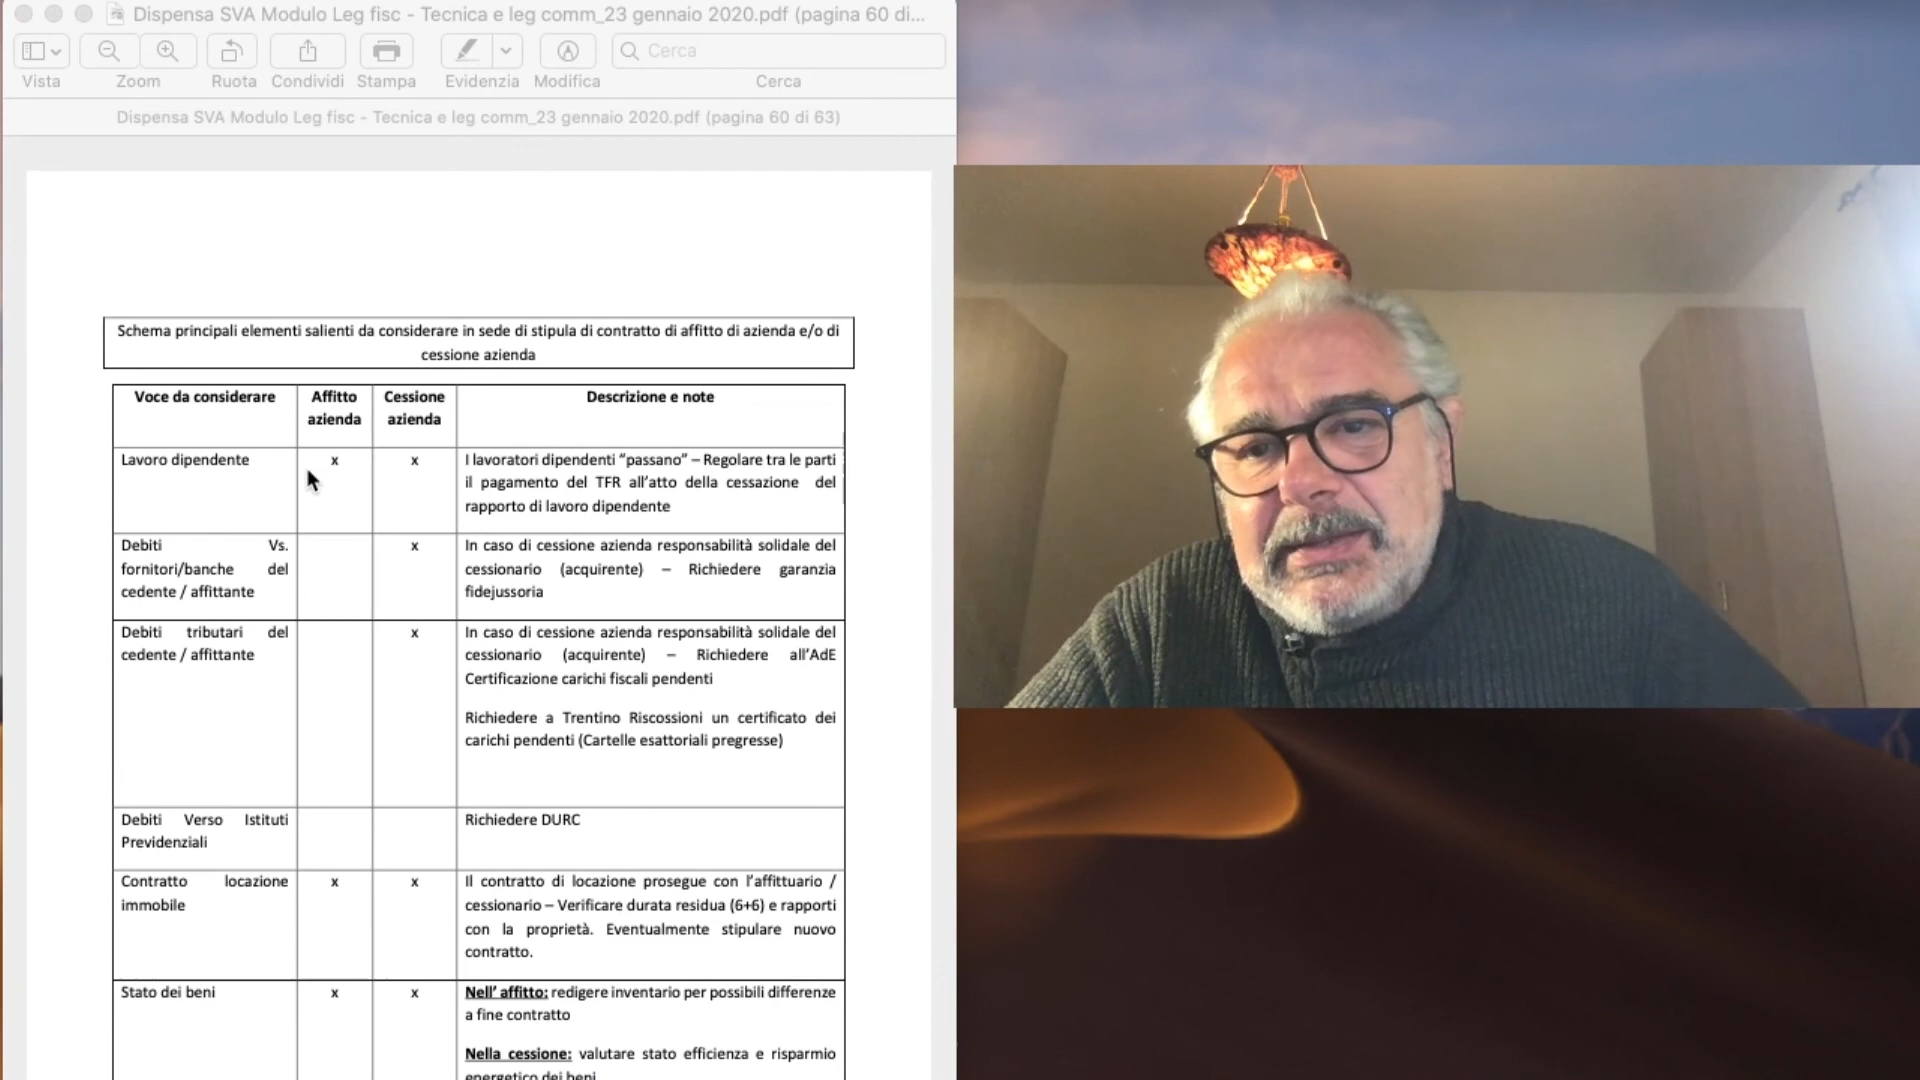 Dispensa SVA Modulo Leg fisc - Tecnica e leg comm_23 gennaio 2020.pdf (pagina 60 di...
Cerca
Vista
Zoom
Ruota
Condividi
Stampa
Evidenzia
Modifica
Cerca
Dispensa SVA Modulo Leg fisc - Tecnica e leg comm_23 gennaio 2020.pdf (pagina 60 di 63)
Schema principali elementi salienti da considerare in sede di stipula di contratto di affitto di azienda e/o di
cessione azienda
Voce da considerare
Affitto
azienda
Cessione
azienda
Descrizione e note
Lavoro dipendente
x
x
I lavoratori dipendenti “passano” – Regolare tra le parti
il pagamento del TFR all’atto della cessazione del
rapporto di lavoro dipendente
Debiti Vs.
fornitori/banche del
cedente / affittante
x
In caso di cessione azienda responsabilità solidale del
cessionario (acquirente) – Richiedere garanzia
fidejussoria
Debiti tributari del
cedente / affittante
x
In caso di cessione azienda responsabilità solidale del
cessionario (acquirente) – Richiedere all’AdE
Certificazione carichi fiscali pendenti
Richiedere a Trentino Riscossioni un certificato dei
carichi pendenti (Cartelle esattoriali pregresse)
Debiti Verso Istituti
Previdenziali
Richiedere DURC
Contratto locazione
immobile
x
x
Il contratto di locazione prosegue con l’affittuario /
cessionario – Verificare durata residua (6+6) e rapporti
con la proprietà. Eventualmente stipulare nuovo
contratto.
Stato dei beni
x
x
Nell’ affitto: redigere inventario per possibili differenze
a fine contratto
Nella cessione: valutare stato efficienza e risparmio
energetico dei beni